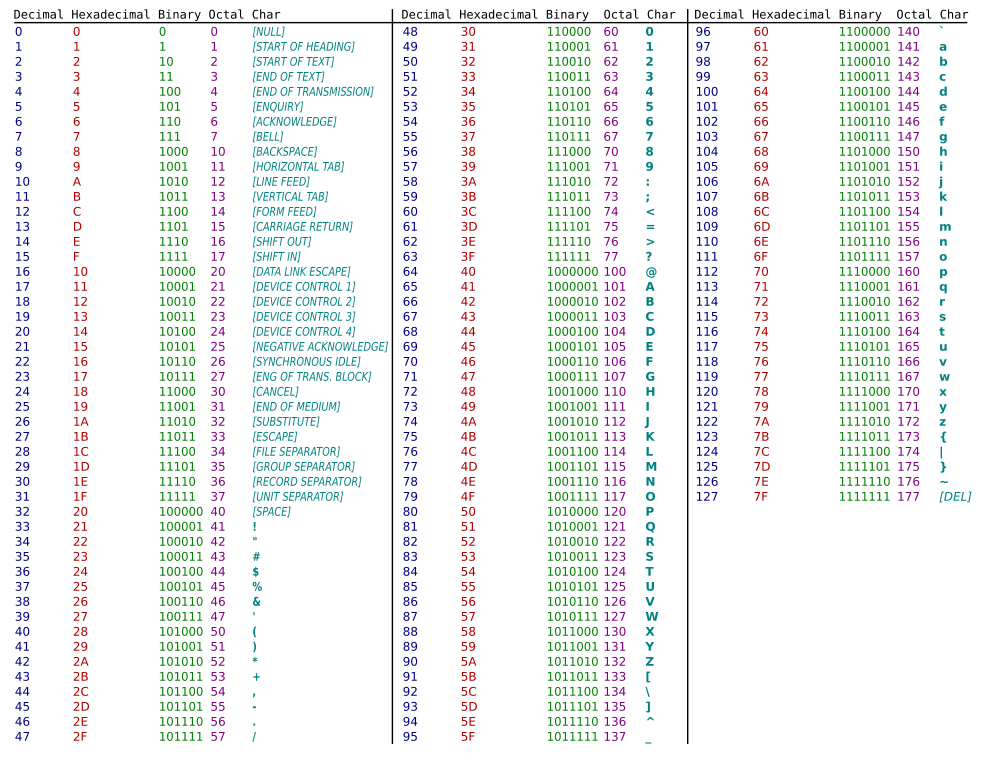 Decimal Hexadecimal Binary Octal Char Decimal Hexadecimal Binary Octal Char Decimal Hexadecimal Binary Octal Char
0 0 0 0 [NULL] 48 30 110000 60 0 96 60 1100000 140 `
1 1 1 1 [START OF HEADING] 49 31 110001 61 1 97 61 1100001 141 a
2 2 10 2 [START OF TEXT] 50 32 110010 62 2 98 62 1100010 142 b
3 3 11 3 [END OF TEXT] 51 33 110011 63 3 99 63 1100011 143 c
4 4 100 4 [END OF TRANSMISSION] 52 34 110100 64 4 100 64 1100100 144 d
5 5 101 5 [ENQUIRY] 53 35 110101 65 5 101 65 1100101 145 e
6 6 110 6 [ACKNOWLEDGE] 54 36 110110 66 6 102 66 1100110 146 f
7 7 111 7 [BELL] 55 37 110111 67 7 103 67 1100111 147 g
8 8 1000 10 [BACKSPACE] 56 38 111000 70 8 104 68 1101000 150 h
9 9 1001 11 [HORIZONTAL TAB] 57 39 111001 71 9 105 69 1101001 151 i
10 A 1010 12 [LINE FEED] 58 3A 111010 72 : 106 6A 1101010 152 j
11 B 1011 13 [VERTICAL TAB] 59 3B 111011 73 ; 107 6B 1101011 153 k
12 C 1100 14 [FORM FEED] 60 3C 111100 74 < 108 6C 1101100 154 l
13 D 1101 15 [CARRIAGE RETURN] 61 3D 111101 75 = 109 6D 1101101 155 m
14 E 1110 16 [SHIFT OUT] 62 3E 111110 76 > 110 6E 1101110 156 n
15 F 1111 17 [SHIFT IN] 63 3F 111111 77 ? 111 6F 1101111 157 o
16 10 10000 20 [DATA LINK ESCAPE] 64 40 1000000 100 @ 112 70 1110000 160 p
17 11 10001 21 [DEVICE CONTROL 1] 65 41 1000001 101 A 113 71 1110001 161 q
18 12 10010 22 [DEVICE CONTROL 2] 66 42 1000010 102 B 114 72 1110010 162 r
19 13 10011 23 [DEVICE CONTROL 3] 67 43 1000011 103 C 115 73 1110011 163 s
20 14 10100 24 [DEVICE CONTROL 4] 68 44 1000100 104 D 116 74 1110100 164 t
21 15 10101 25 [NEGATIVE ACKNOWLEDGE] 69 45 1000101 105 E 117 75 1110101 165 u
22 16 10110 26 [SYNCHRONOUS IDLE] 70 46 1000110 106 F 118 76 1110110 166 v
23 17 10111 27 [ENG OF TRANS. BLOCK] 71 47 1000111 107 G 119 77 1110111 167 w
24 18 11000 30 [CANCEL] 72 48 1001000 110 H 120 78 1111000 170 x
25 19 11001 31 [END OF MEDIUM] 73 49 1001001 111 I 121 79 1111001 171 y
26 1A 11010 32 [SUBSTITUTE] 74 4A 1001010 112 J 122 7A 1111010 172 z
27 1B 11011 33 [ESCAPE] 75 4B 1001011 113 K 123 7B 1111011 173 {
28 1C 11100 34 [FILE SEPARATOR] 76 4C 1001100 114 L 124 7C 1111100 174 |
29 1D 11101 35 [GROUP SEPARATOR] 77 4D 1001101 115 M 125 7D 1111101 175 }
30 1E 11110 36 [RECORD SEPARATOR] 78 4E 1001110 116 N 126 7E 1111110 176 ~
31 1F 11111 37 [UNIT SEPARATOR] 79 4F 1001111 117 O 127 7F 1111111 177 [DEL]
32 20 100000 40 [SPACE] 80 50 1010000 120 P
33 21 100001 41 ! 81 51 1010001 121 Q
34 22 100010 42 " 82 52 1010010 122 R
35 23 100011 43 # 83 53 1010011 123 S
36 24 100100 44 $ 84 54 1010100 124 T
37 25 100101 45 % 85 55 1010101 125 U
38 26 100110 46 & 86 56 1010110 126 V
39 27 100111 47 ' 87 57 1010111 127 W
40 28 101000 50 ( 88 58 1011000 130 X
41 29 101001 51 ) 89 59 1011001 131 Y
42 2A 101010 52 * 90 5A 1011010 132 Z
43 2B 101011 53 + 91 5B 1011011 133 [
44 2C 101100 54 , 92 5C 1011100 134 \
45 2D 101101 55 - 93 5D 1011101 135 ]
46 2E 101110 56 . 94 5E 1011110 136 ^
47 2F 101111 57 / 95 5F 1011111 137 _